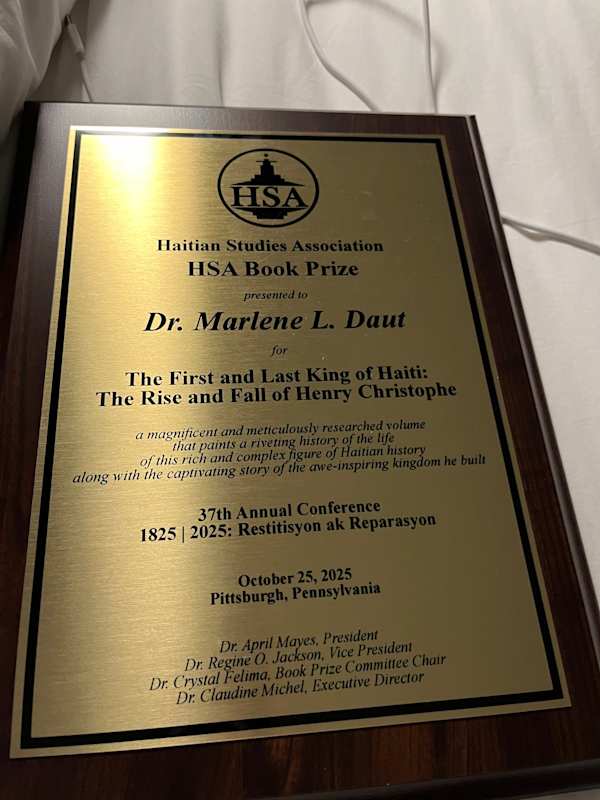 HSA
Haitian Studies Association
HSA Book Prize
presented to
Dr. Marlene L. Daut
for
The First and Last King of Haiti:
The Rise and Fall of Henry Christophe
a magnificent and meticulously researched volume
that paints a riveting history of the life
of this rich and complex figure of Haitian history
along with the captivating story of the awe-inspiring kingdom he built
37th Annual Conference
1825 | 2025: Restitisyon ak Reparasyon
October 25, 2025
Pittsburgh, Pennsylvania
Dr. April Mayes, President
Dr. Regine O. Jackson, Vice President
Dr. Crystal Felima, Book Prize Committee Chair
Dr. Claudine Michel, Executive Director